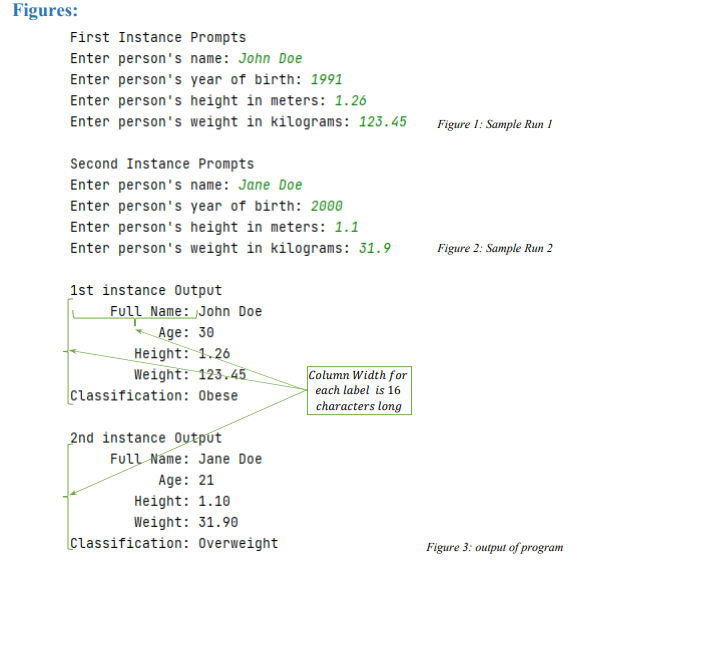 Figures:
First Instance Prompts
Enter person's name: John Doe
Enter person's year of birth: 1991
Enter person's height in meters: 1.26
Enter person's weight in kilograms: 123.45
Figure 1: Sample Run 1
Second Instance Prompts
Enter person's name: Jane Doe
Enter person's year of birth: 2000
Enter person's height in meters: 1.1
Enter person's weight in kilograms: 31.9
Figure 2: Sample Run 2
1st instance Output
Full Name: John Doe
Age: 30
Height: 1.26
Weight: 123.45
Classification: Obese
Column Width for
each label is 16
characters long
2nd instance Output
Full Name: Jane Doe
Age: 21
Height: 1.10
Weight: 31.90
Classification: Overweight
Figure 3: output of program